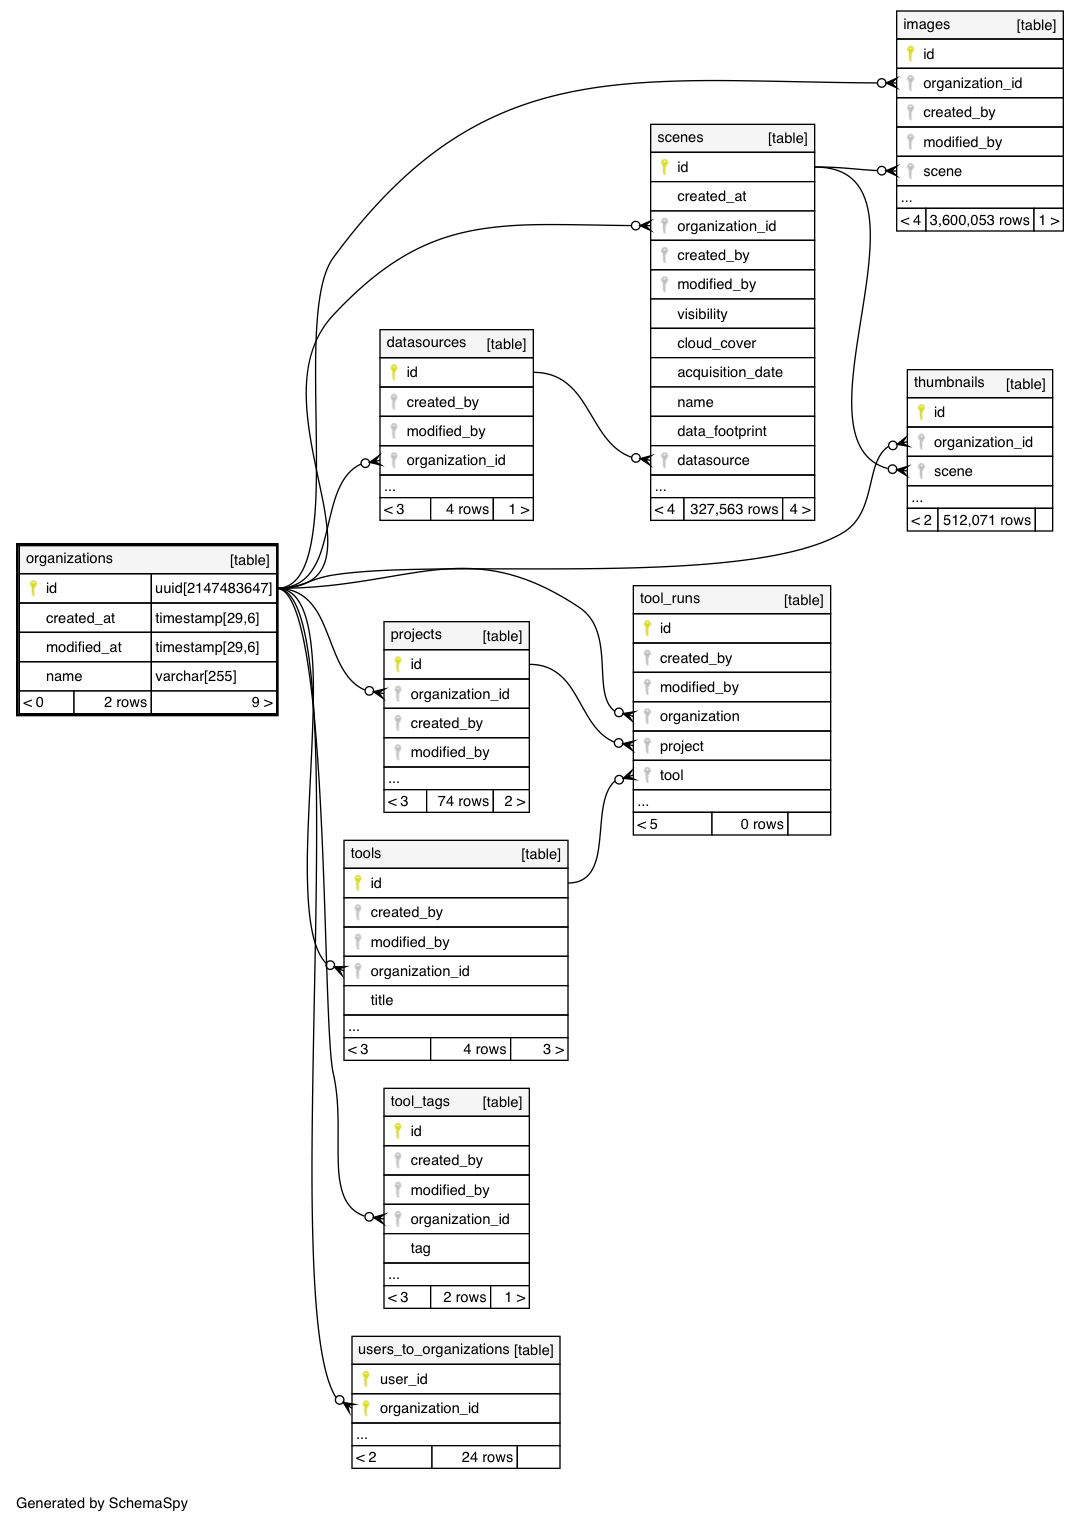 images [table]
id
organization_id
created_by
modified_by
scene
...
< 4 3,600,053 rows 1 >
scenes [table]
id
created_at
organization_id
created_by
modified_by
visibility
cloud_cover
acquisition_date
name
data_footprint
datasource
...
< 4 327,563 rows 4 >
datasources [table]
id
created_by
modified_by
organization_id
...
< 3 4 rows 1 >
thumbnails [table]
id
organization_id
scene
...
< 2 512,071 rows
organizations [table]
id uuid[2147483647]
created_at timestamp[29,6]
modified_at timestamp[29,6]
name varchar[255]
< 0 2 rows 9 >
tool_runs [table]
id
created_by
modified_by
organization
project
tool
...
< 5 0 rows
projects [table]
id
organization_id
created_by
modified_by
...
< 3 74 rows 2 >
tools [table]
id
created_by
modified_by
organization_id
title
...
< 3 4 rows 3 >
tool_tags [table]
id
created_by
modified_by
organization_id
tag
...
< 3 2 rows 1 >
users_to_organizations [table]
user_id
organization_id
...
< 2 24 rows
Generated by SchemaSpy